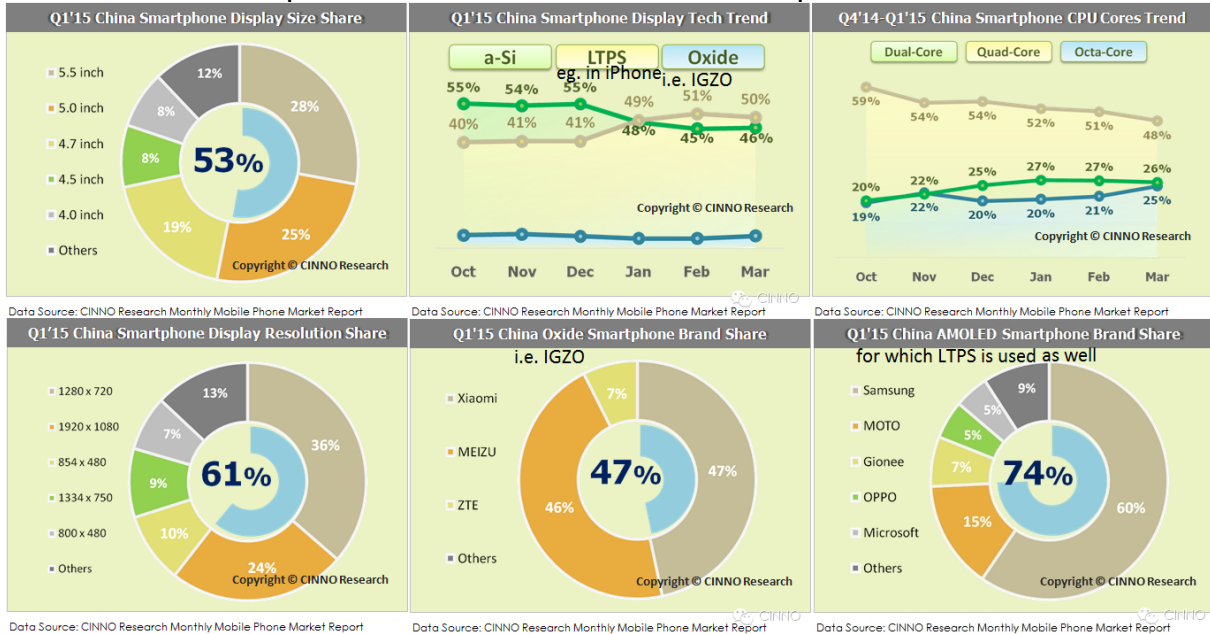 Q1'15 China Smartphone Display Size Share
5.5 inch
5.0 inch
4.7 inch
4.5 inch
4.0 inch
Others
12%
28%
8%
8%
53%
19%
25%
Copyright © CINNO Research
Data Source: CINNO Research Monthly Mobile Phone Market Report
Q1'15 China Smartphone Display Tech Trend
a-Si
LTPS
Oxide
eg. in iPhone
i.e. IGZO
55%
54%
55%
49%
51%
50%
40%
41%
41%
48%
45%
46%
Copyright © CINNO Research
Oct
Nov
Dec
Jan
Feb
Mar
CINNO
Data Source: CINNO Research Monthly Mobile Phone Market Report
Q4'14-Q1'15 China Smartphone CPU Cores Trend
Dual-Core
Quad-Core
Octa-Core
59%
54%
54%
52%
51%
48%
20%
22%
25%
27%
27%
26%
19%
22%
20%
20%
21%
25%
Copyright © CINNO Research
Oct
Nov
Dec
Jan
Feb
Mar
Data Source: CINNO Research Monthly Mobile Phone Market Report
Q1'15 China Smartphone Display Resolution Share
1280 x 720
1920 x 1080
854 x 480
1334 x 750
800 x 480
Others
13%
36%
7%
9%
61%
10%
24%
Copyright © CINNO Research
Data Source: CINNO Research Monthly Mobile Phone Market Report
Q1'15 China Oxide Smartphone Brand Share
i.e. IGZO
Xiaomi
MEIZU
ZTE
Others
7%
47%
47%
46%
Copyright © CINNO Research
CINNO
Data Source: CINNO Research Monthly Mobile Phone Market Report
Q1'15 China AMOLED Smartphone Brand Share
for which LTPS is used as well
Samsung
MOTO
Gionee
OPPO
Microsoft
Others
9%
5%
5%
7%
74%
60%
15%
Copyright © CINNO Research
CINNO
Data Source: CINNO Research Monthly Mobile Phone Market Report